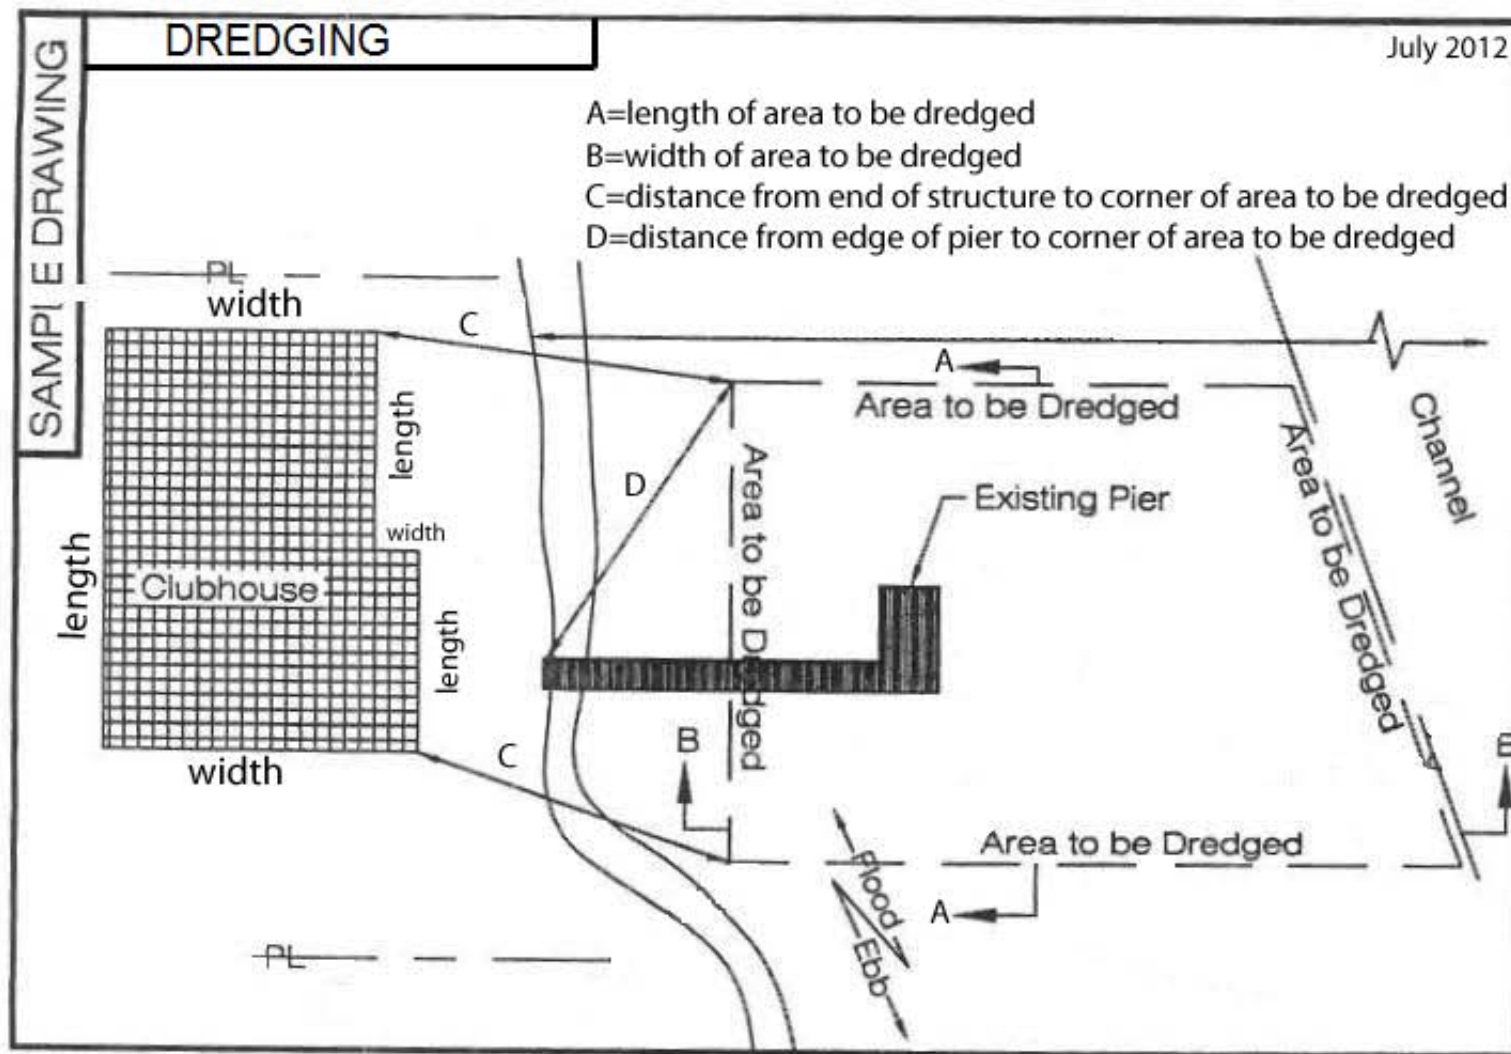 SAMPLE DRAWING
DREDGING
July 2012
A=length of area to be dredged
B=width of area to be dredged
C=distance from end of structure to corner of area to be dredged
D=distance from edge of pier to corner of area to be dredged
PL
width
C
A
Area to be Dredged
length
Area to be Dredged
Area to be Dredged
Channel
D
Existing Pier
width
length
Clubhouse
length
B
C
width
B
Area to be Dredged
Flood
A
Ebb
PL